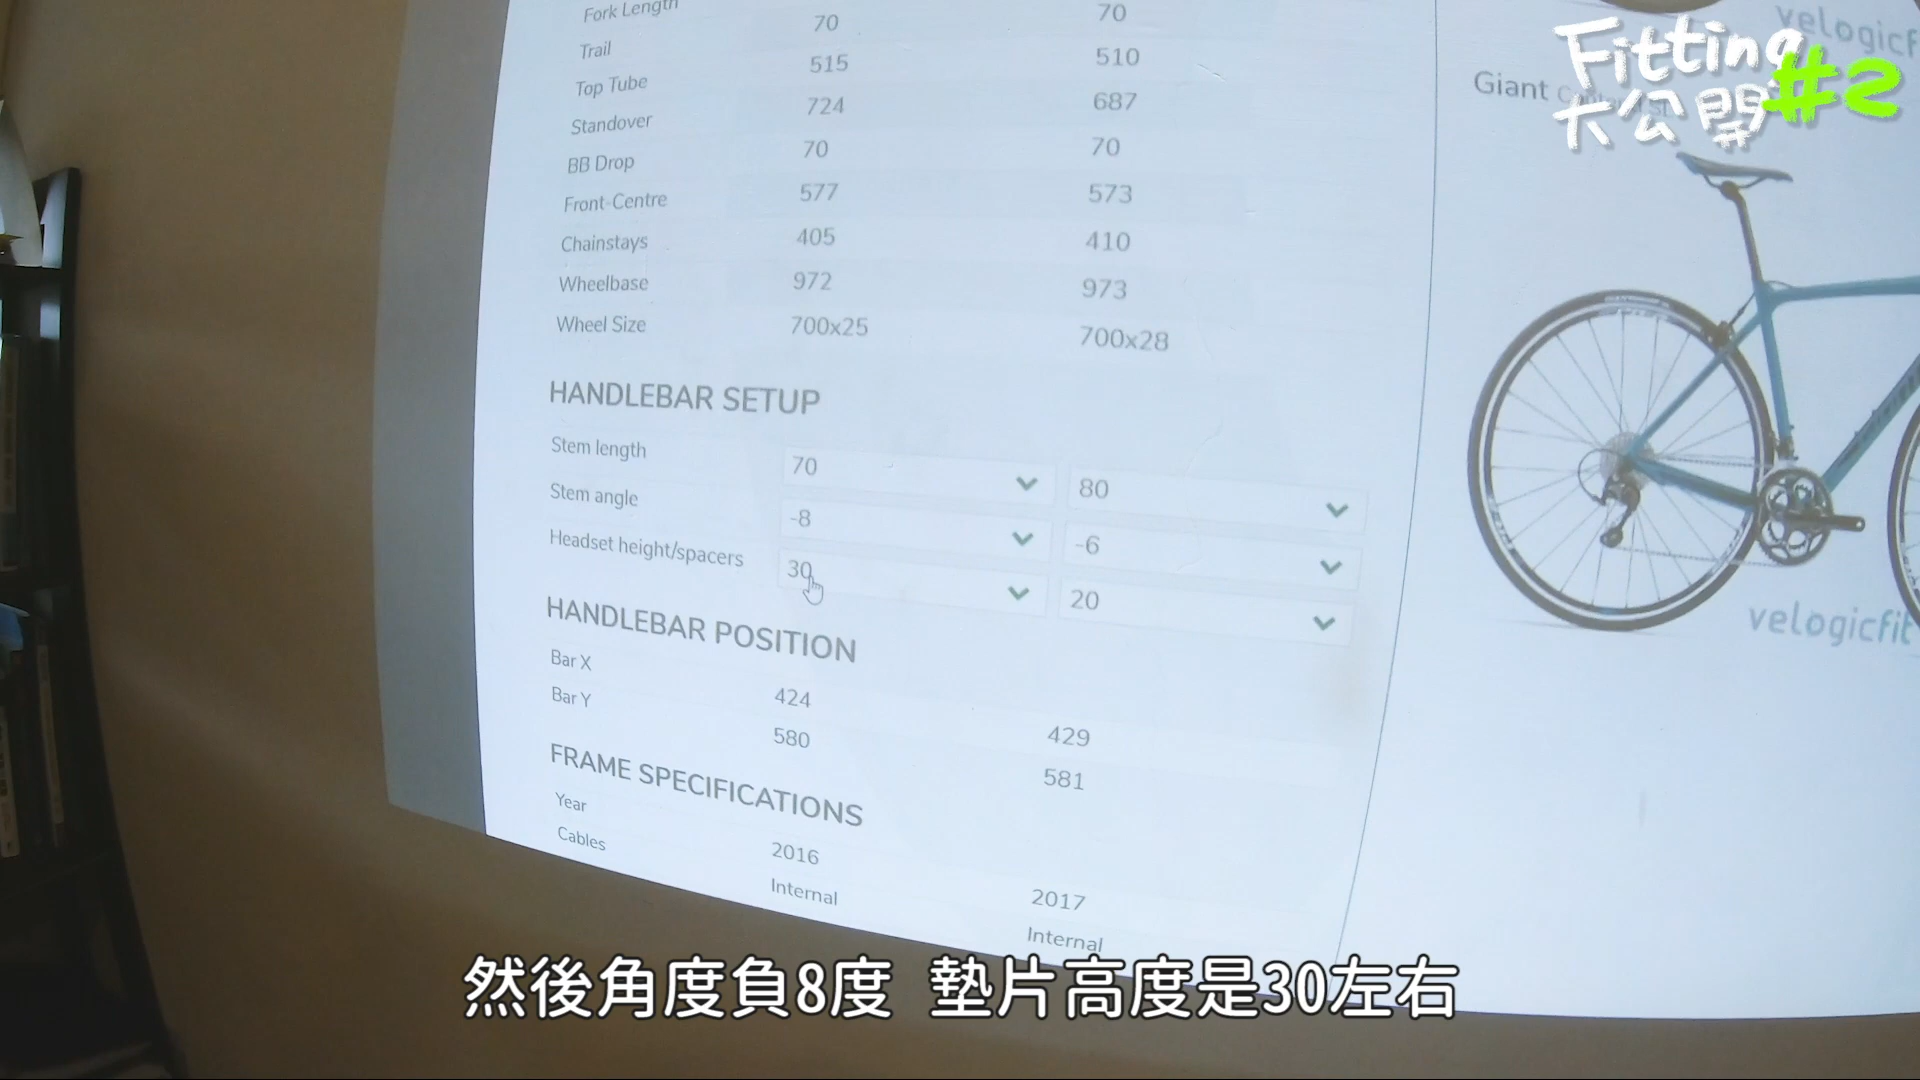 Fork Length
Trail 70 70
Top Tube 515 510
Standover 724 687
BB Drop 70 70
Front-Centre 577 573
Chainstays 405 410
Wheelbase 972 973
Wheel Size 700x25 700x28
HANDLEBAR SETUP
Stem length 70 80
Stem angle -8 -6
Headset height/spacers 30 20
HANDLEBAR POSITION
Bar X 424 429
Bar Y 580 581
FRAME SPECIFICATIONS
Year 2016 2017
Cables Internal Internal
velogicf
Giant
Fitting
大公開 #2
velogicfit
然後角度負8度 墊片高度是30左右